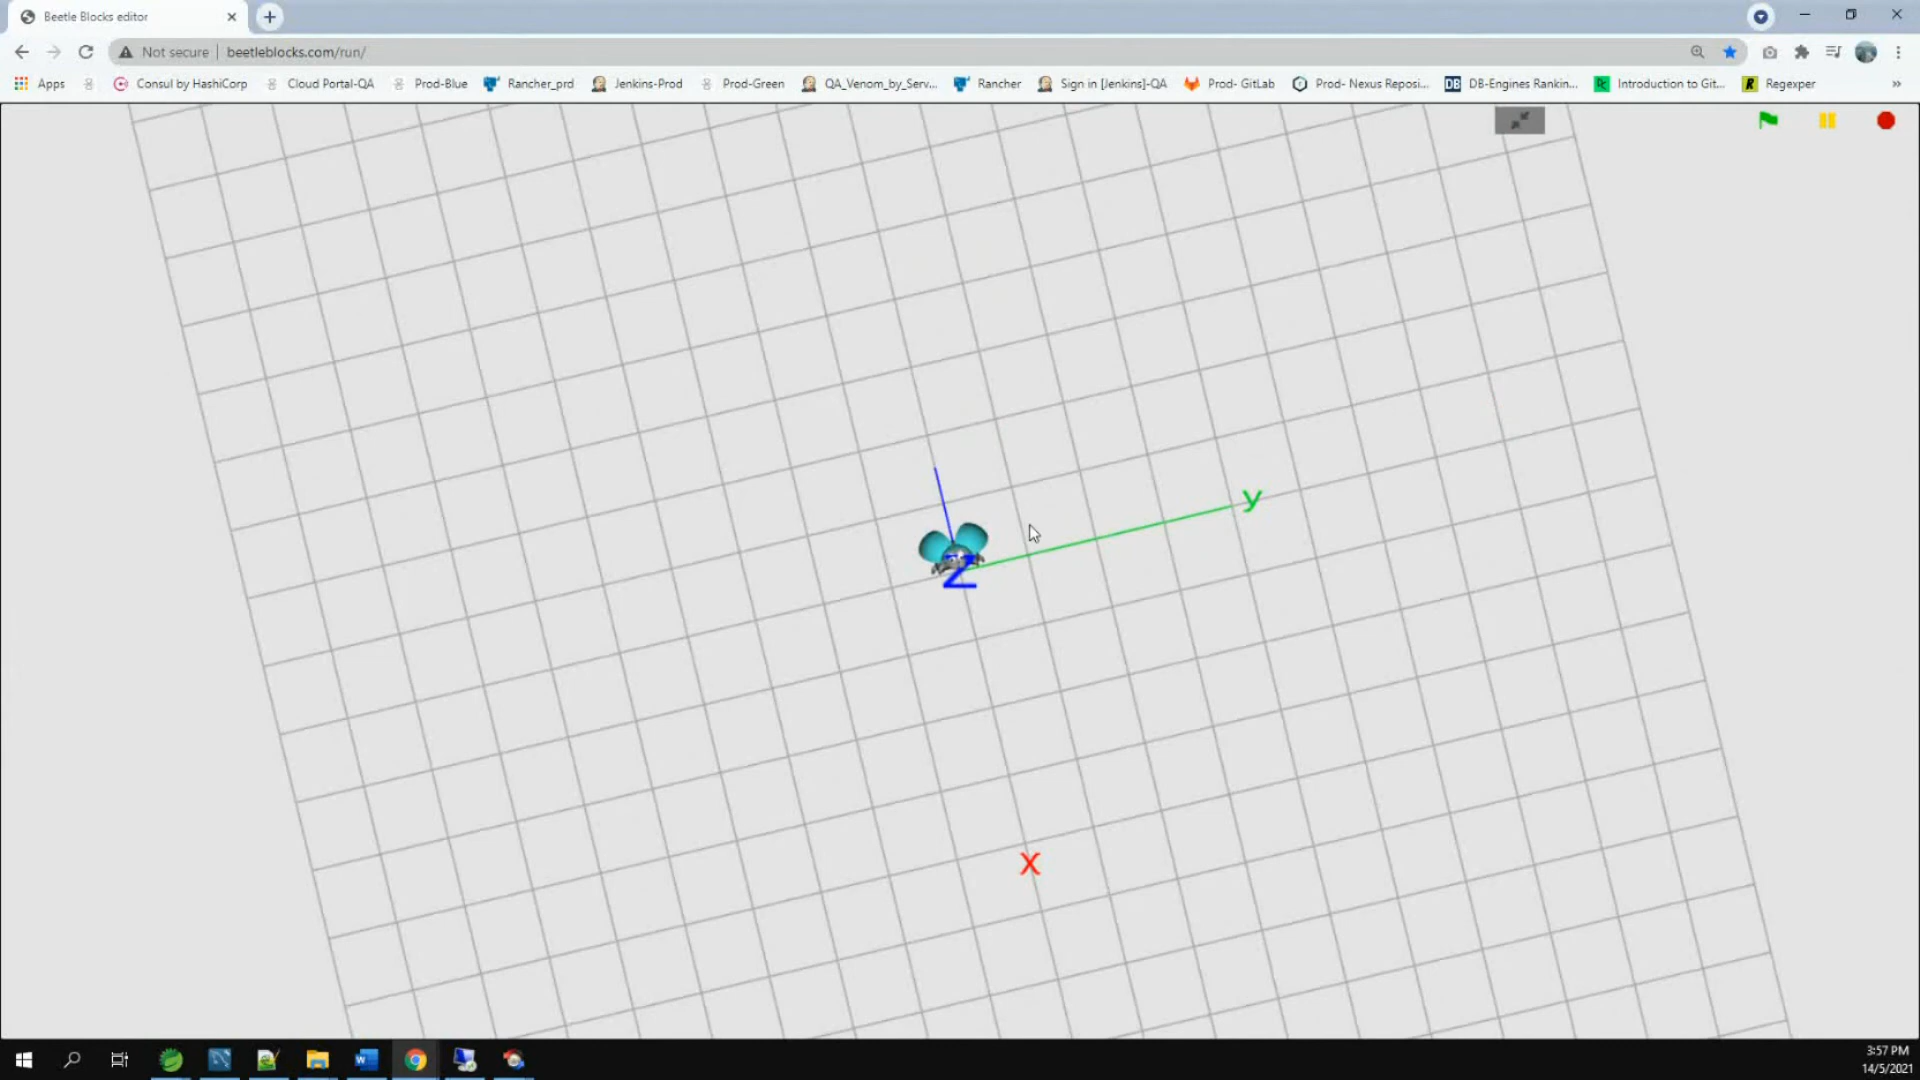 Beetle Blocks editor
Not secure beetleblocks.com/run/
Apps Consul by HashiCorp Cloud Portal-QA Prod-Blue Rancher_prd Jenkins-Prod Prod-Green QA_Venom_by_Serv... Rancher Sign in [Jenkins]-QA Prod- GitLab Prod- Nexus Reposi... DB DB-Engines Rankin... Introduction to Git... R Regexper »
y
Z
X
3:57 PM
14/5/2021